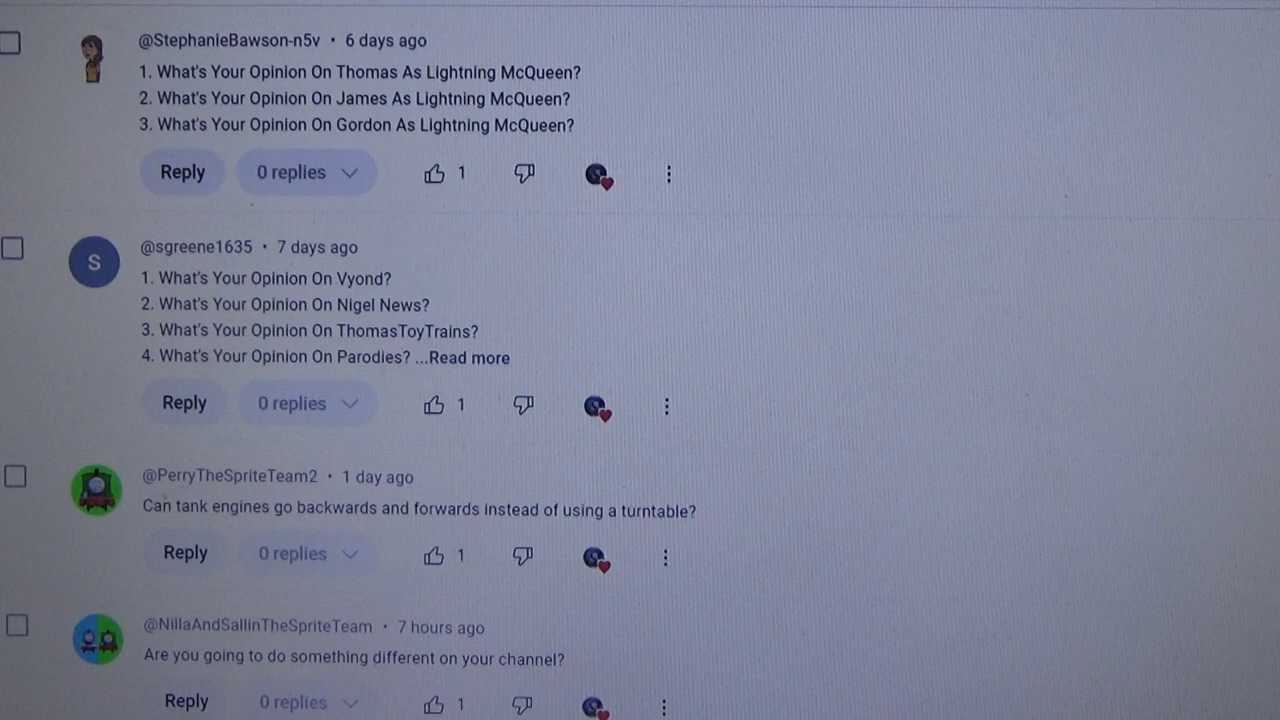 @StephanieBawson-n5v • 6 days ago
1. What's Your Opinion On Thomas As Lightning McQueen?
2. What's Your Opinion On James As Lightning McQueen?
3. What's Your Opinion On Gordon As Lightning McQueen?
Reply 0 replies 1
S
@sgreene1635 • 7 days ago
1. What's Your Opinion On Vyond?
2. What's Your Opinion On Nigel News?
3. What's Your Opinion On ThomasToyTrains?
4. What's Your Opinion On Parodies? ...Read more
Reply 0 replies 1
@PerryTheSpriteTeam2 • 1 day ago
Can tank engines go backwards and forwards instead of using a turntable?
Reply 0 replies 1
@NillaAndSallinTheSpriteTeam • 7 hours ago
Are you going to do something different on your channel?
Reply 0 replies 1